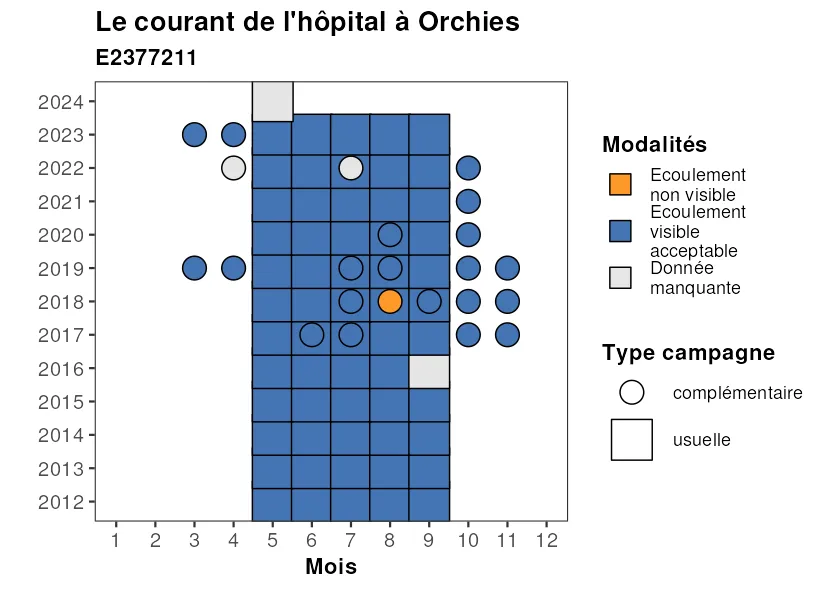 Le courant de l'hôpital à Orchies
E2377211
2024
2023
2022
2021
2020
2019
2018
2017
2016
2015
2014
2013
2012
1 2 3 4 5 6 7 8 9 10 11 12
Mois
Modalités
Ecoulement
non visible
Ecoulement
visible
acceptable
Donnée
manquante
Type campagne
complémentaire
usuelle